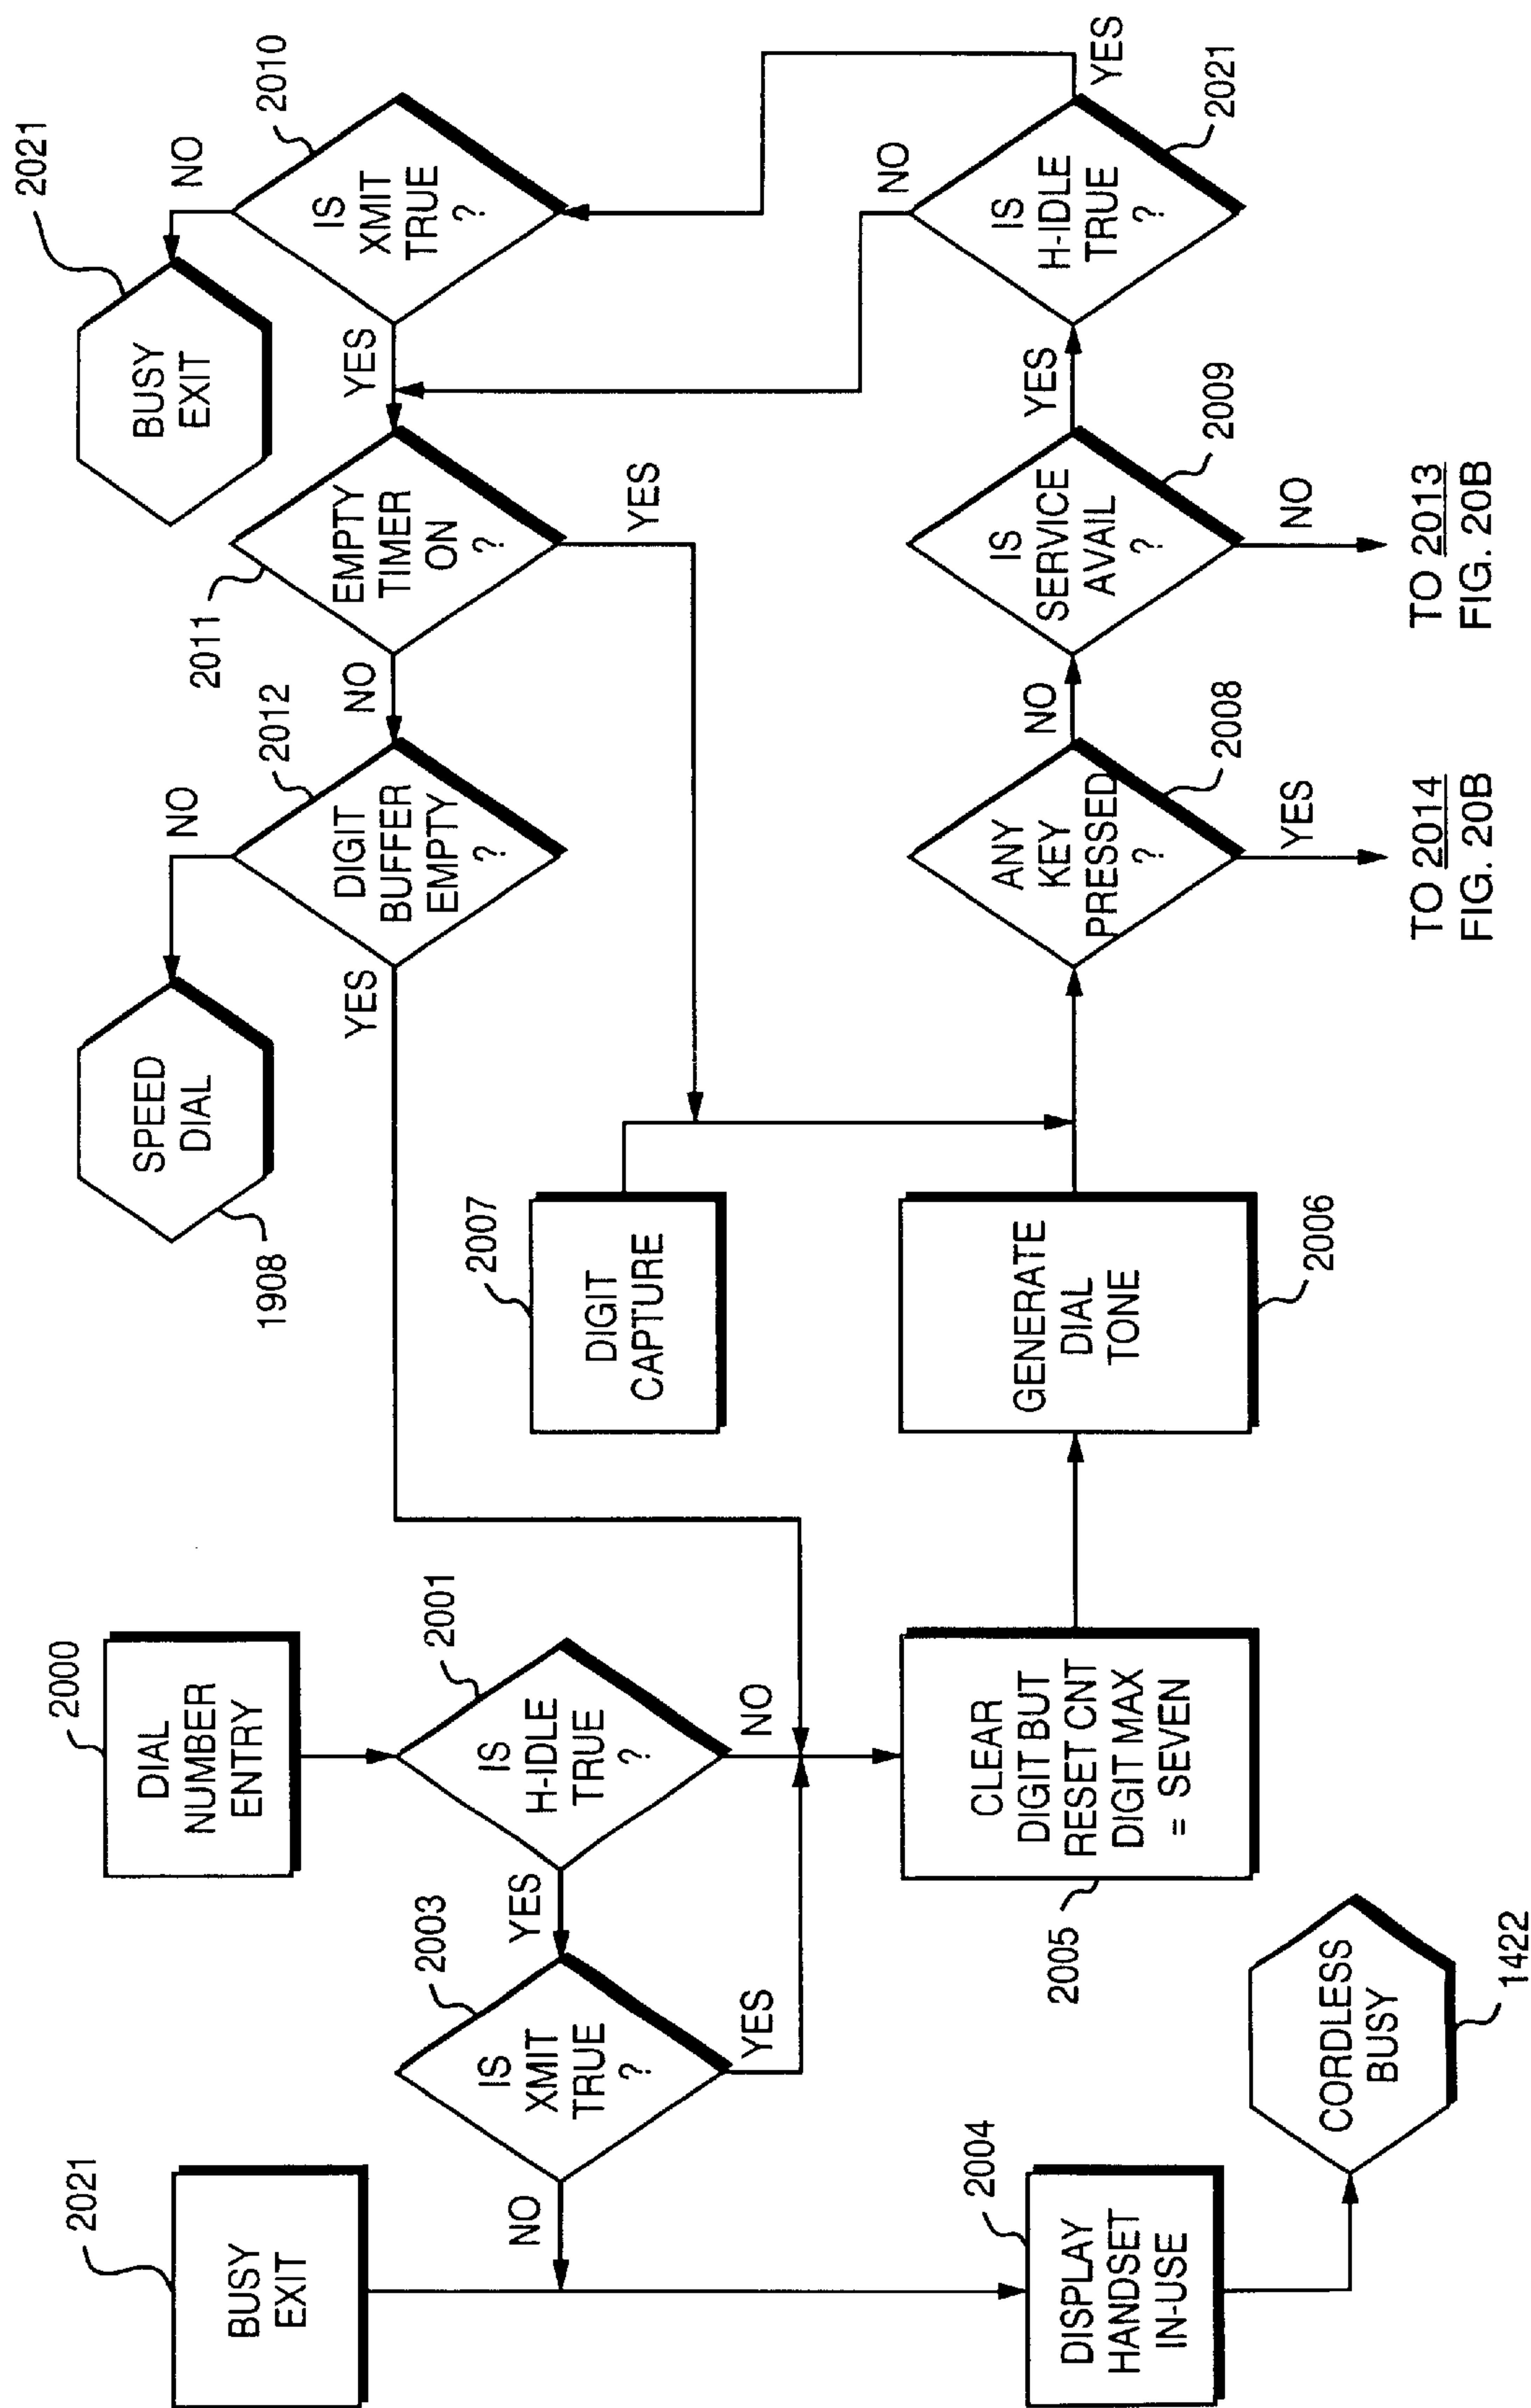 2021
BUSY
EXIT
2000
DIAL
NUMBER
ENTRY
2001
IS
H-IDLE
TRUE
?
YES
NO
2003
IS
XMIT
TRUE
?
NO
YES
2004
DISPLAY
HANDSET
IN-USE
CORDLESS
BUSY
1422
CLEAR
DIGIT BUT
RESET CNT
DIGIT MAX
= SEVEN
2005
GENERATE
DIAL
TONE
2006
2007
DIGIT
CAPTURE
SPEED
DIAL
1908
NO
2012
DIGIT
BUFFER
EMPTY
?
YES
NO
2011
EMPTY
TIMER
ON
?
YES
YES
2010
IS
XMIT
TRUE
?
NO
2021
BUSY
EXIT
ANY
KEY
PRESSED
?
2008
YES
TO 2014
FIG. 20B
NO
IS
SERVICE
AVAIL
?
2009
NO
TO 2013
FIG. 20B
YES
IS
H-IDLE
TRUE
?
2021
NO
YES